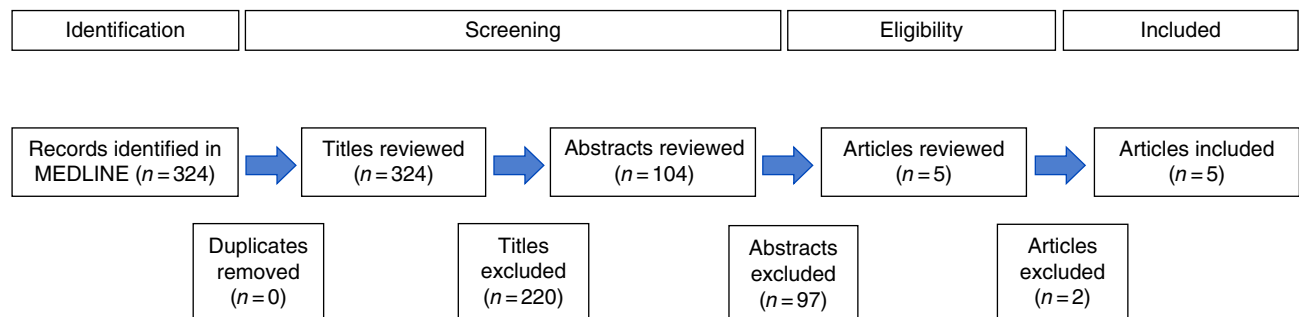 Identification
Screening
Eligibility
Included
Records identified in
MEDLINE (n=324)
Titles reviewed
(n=324)
Abstracts reviewed
(n=104)
Articles reviewed
(n=5)
Articles included
(n=5)
Duplicates
removed
(n=0)
Titles
excluded
(n=220)
Abstracts
excluded
(n=97)
Articles
excluded
(n=2)